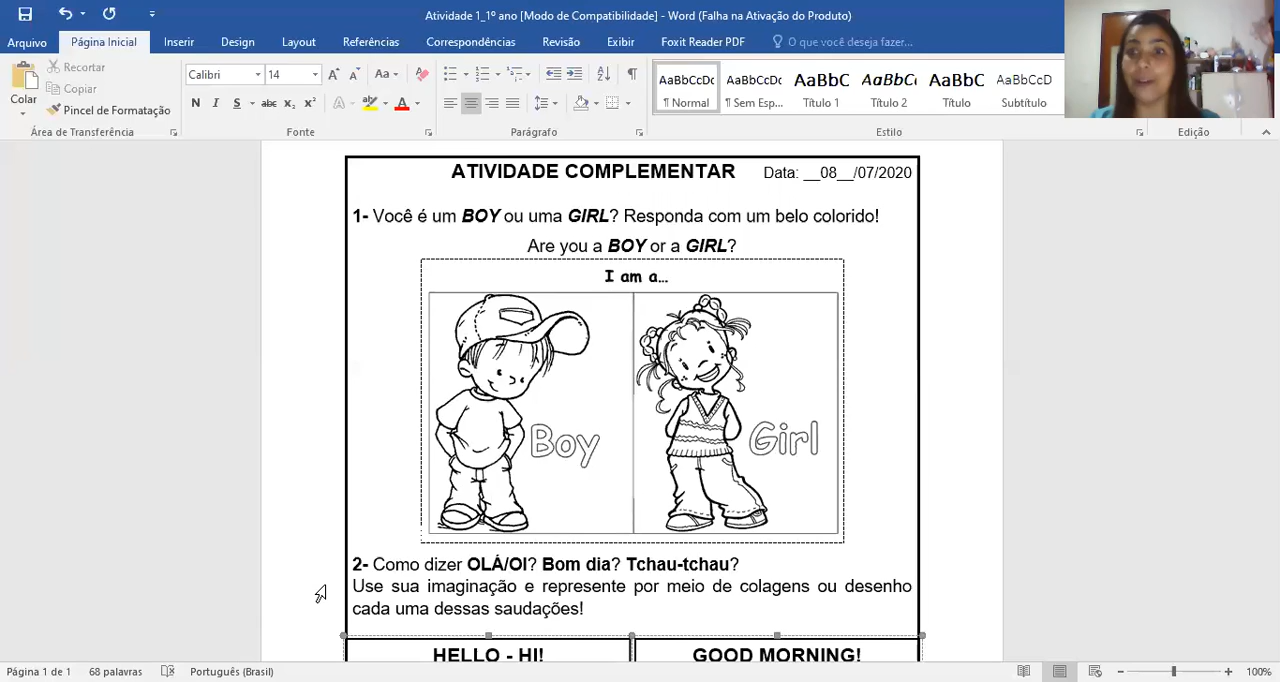 Atividade 1_1º ano [Modo de Compatibilidade] - Word (Falha na Ativação do Produto)
Arquivo Página Inicial Inserir Design Layout Referências Correspondências Revisão Exibir Foxit Reader PDF O que você deseja fazer...
Colar
Recortar
Copiar
Pincel de Formatação
Área de Transferência
Calibri 14
N I S abc x₂ x²
Fonte
Parágrafo
AaBbCcDc AaBbCcDc AaBbC AaBbCc AaBbC AaBbCcD
¶ Normal ¶ Sem Esp... Título 1 Título 2 Título Subtítulo
Estilo
Edição
ATIVIDADE COMPLEMENTAR Data: __08__/07/2020
1- Você é um BOY ou uma GIRL? Responda com um belo colorido!
Are you a BOY or a GIRL?
I am a...
Boy
Girl
2- Como dizer OLÁ/OI? Bom dia? Tchau-tchau?
Use sua imaginação e represente por meio de colagens ou desenho
cada uma dessas saudações!
HELLO - HI! GOOD MORNING!
Página 1 de 1 68 palavras Português (Brasil) 100%